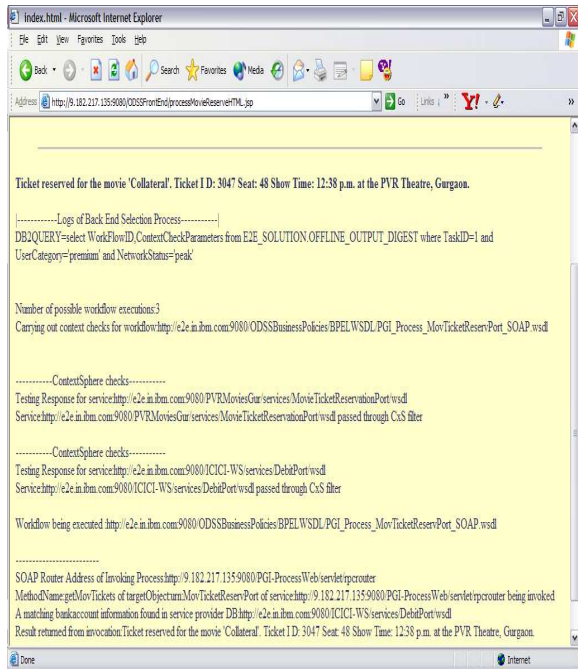 index.html - Microsoft Internet Explorer
File Edit View Favorites Tools Help
Back Search Favorites Media Y!
Address http://9.182.217.135:9080/ODSSFrontEnd/processMovieReserveHTML.jsp Go Links »
Ticket reserved for the movie 'Collateral'. Ticket I D: 3047 Seat: 48 Show Time: 12:38 p.m. at the PVR Theatre, Gurgaon.
|------------Logs of Back End Selection Process-----------|
DB2QUERY=select WorkFlowID,ContextCheckParameters from E2E_SOLUTION.OFFLINE_OUTPUT_DIGEST where TaskID=1 and
UserCategory='premium' and NetworkStatus='peak'
Number of possible workflow executions:3
Carrying out context checks for workflow:http://e2e.in.ibm.com:9080/ODSSBusinessPolicies/BPELWSDL/PGI_Process_MovTicketReservPort_SOAP.wsdl
-----------ContextSphere checks-----------
Testing Response for service:http://e2e.in.ibm.com:9080/PVRMoviesGur/services/MovieTicketReservationPort/wsdl
Service:http://e2e.in.ibm.com:9080/PVRMoviesGur/services/MovieTicketReservationPort/wsdl passed through CxS filter
-----------ContextSphere checks-----------
Testing Response for service:http://e2e.in.ibm.com:9080/ICICI-WS/services/DebitPort/wsdl
Service:http://e2e.in.ibm.com:9080/ICICI-WS/services/DebitPort/wsdl passed through CxS filter
Workflow being executed :http://e2e.in.ibm.com:9080/ODSSBusinessPolicies/BPELWSDL/PGI_Process_MovTicketReservPort_SOAP.wsdl
-------------------------
SOAP Router Address of Invoking Process:http://9.182.217.135:9080/PGI-ProcessWeb/servlet/rpcrouter
MethodName:getMovTickets of targetObjecturn:MovTicketReservPort of service:http://9.182.217.135:9080/PGI-ProcessWeb/servlet/rpcrouter being invoked
A matching bankaccount information found in service provider DB:http://e2e.in.ibm.com:9080/ICICI-WS/services/DebitPort/wsdl
Result returned from invocation:Ticket reserved for the movie 'Collateral'. Ticket I D: 3047 Seat: 48 Show Time: 12:38 p.m. at the PVR Theatre, Gurgaon.
Done Internet